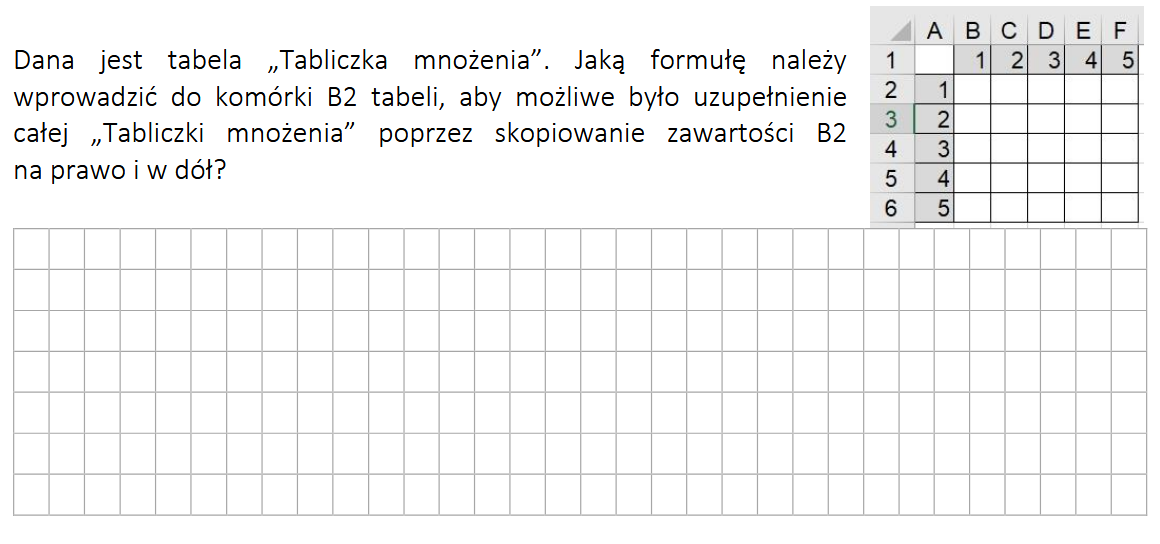 Dana jest tabela „Tabliczka mnożenia”. Jaką formułę należy
wprowadzić do komórki B2 tabeli, aby możliwe było uzupełnienie
całej „Tabliczki mnożenia” poprzez skopiowanie zawartości B2
na prawo i w dół?
A B C D E F
1 1 2 3 4 5
2 1
3 2
4 3
5 4
6 5